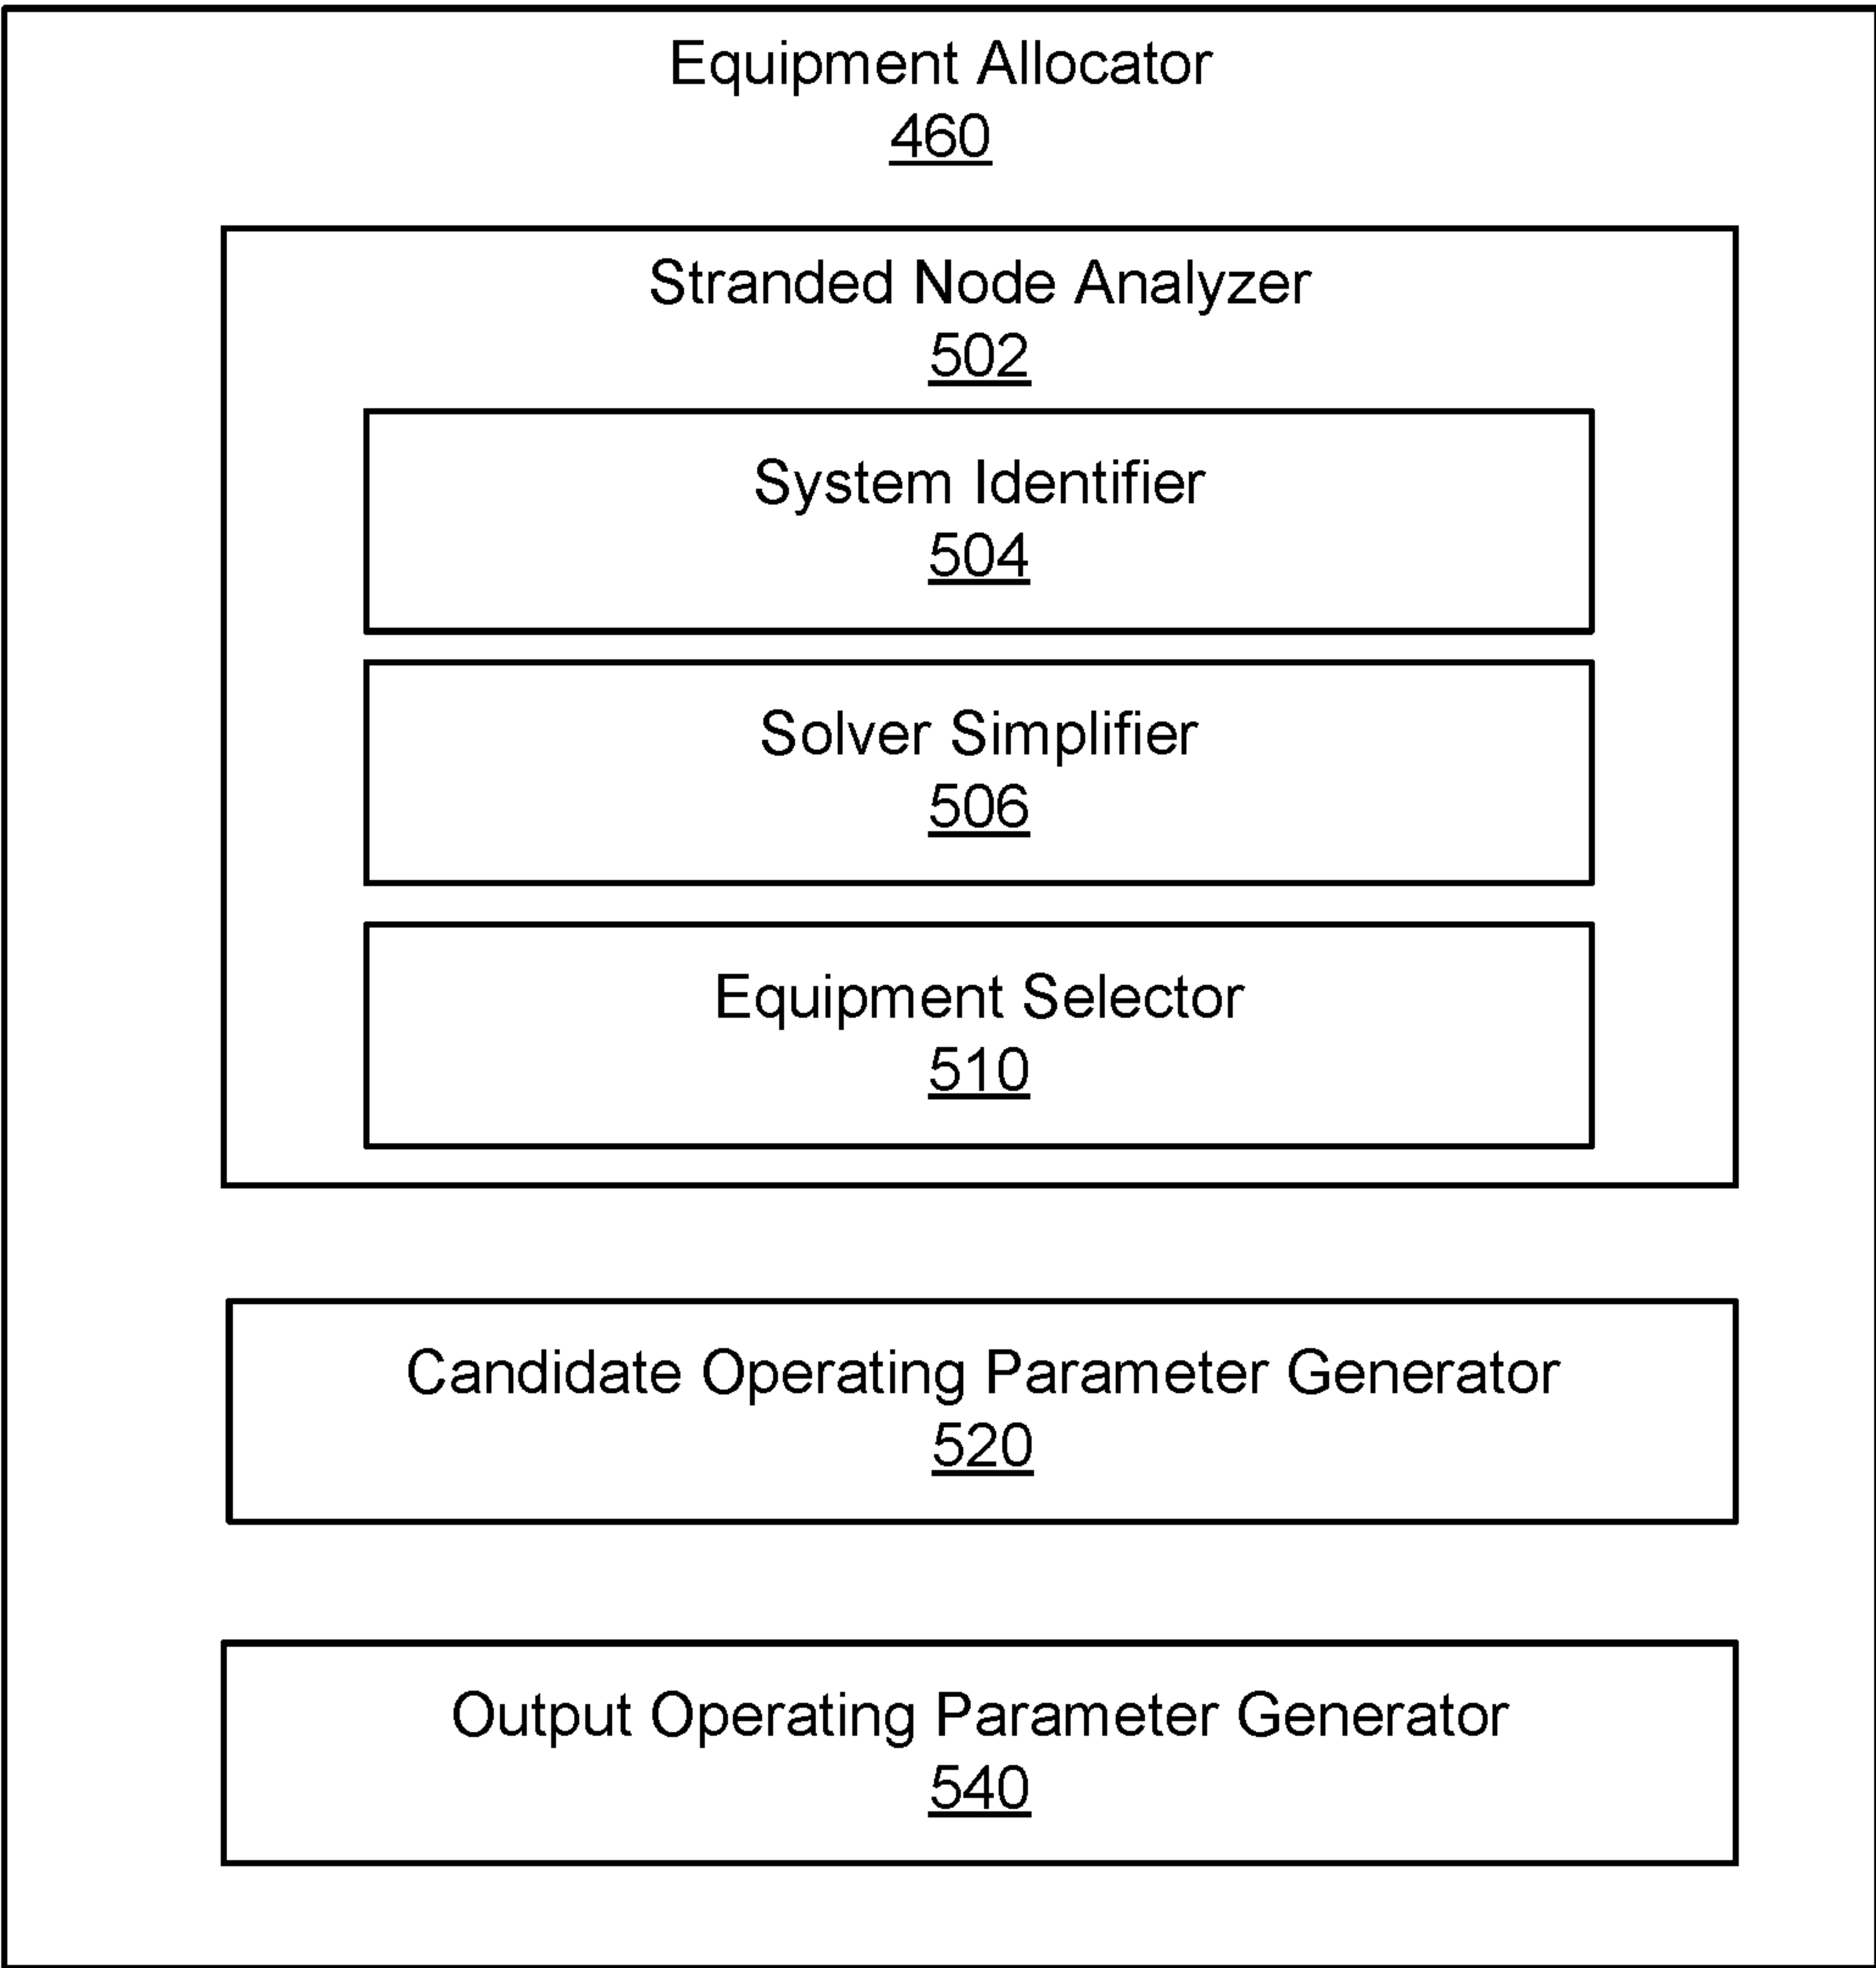 Equipment Allocator
460
Stranded Node Analyzer
502
System Identifier
504
Solver Simplifier
506
Equipment Selector
510
Candidate Operating Parameter Generator
520
Output Operating Parameter Generator
540